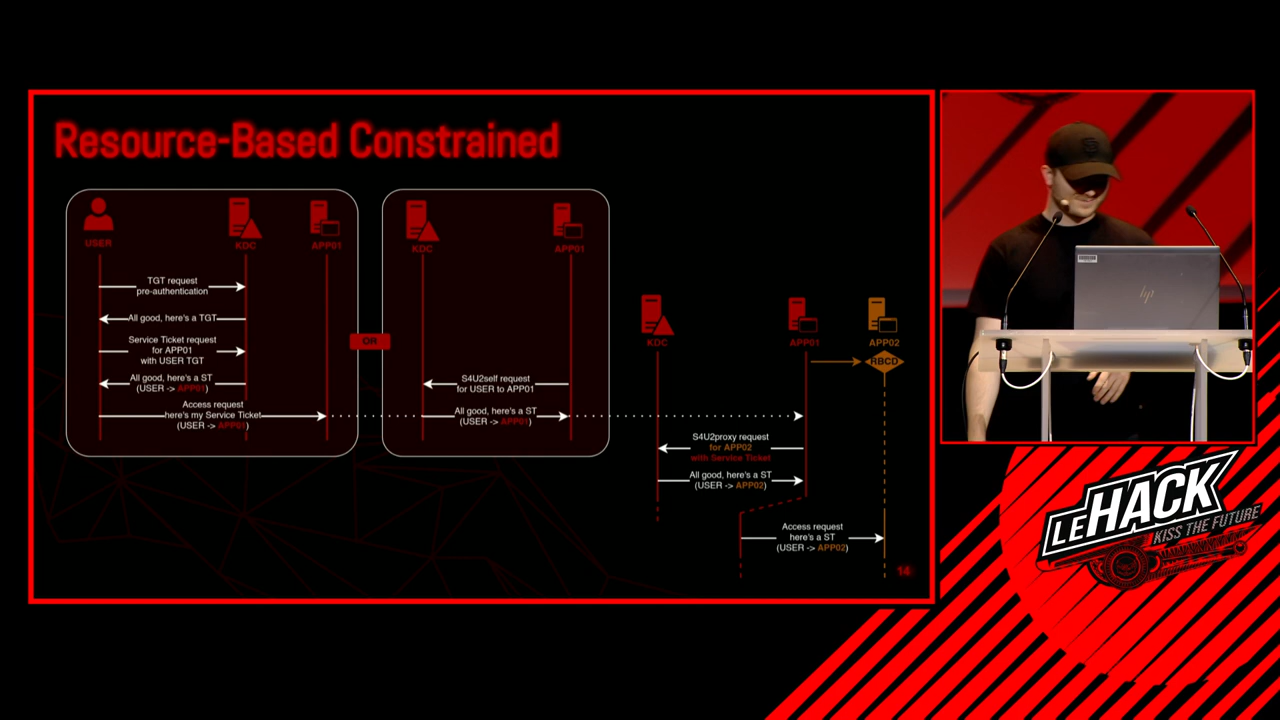 Resource-Based Constrained
USER
KDC
APP01
TGT request
pre-authentication
All good, here's a TGT
Service Ticket request
for APP01
with USER TGT
All good, here's a ST
(USER -> APP01)
Access request
here's my Service Ticket
(USER -> APP01)
OR
KDC
APP01
S4U2self request
for USER to APP01
All good, here's a ST
(USER -> APP01)
KDC
APP01
APP02
RBCD
S4U2proxy request
for APP02
with Service Ticket
All good, here's a ST
(USER -> APP02)
Access request
here's a ST
(USER -> APP02)
14
hp
LEHACK
KISS THE FUTURE